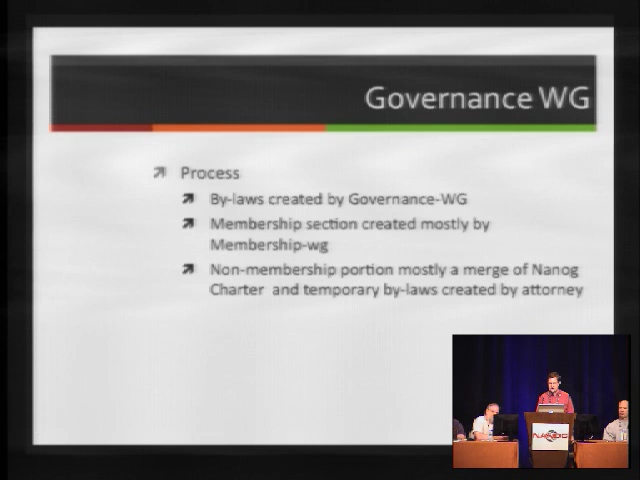 Governance WG
Process
By-laws created by Governance-WG
Membership section created mostly by
Membership-wg
Non-membership portion mostly a merge of Nanog
Charter and temporary by-laws created by attorney
NANOG